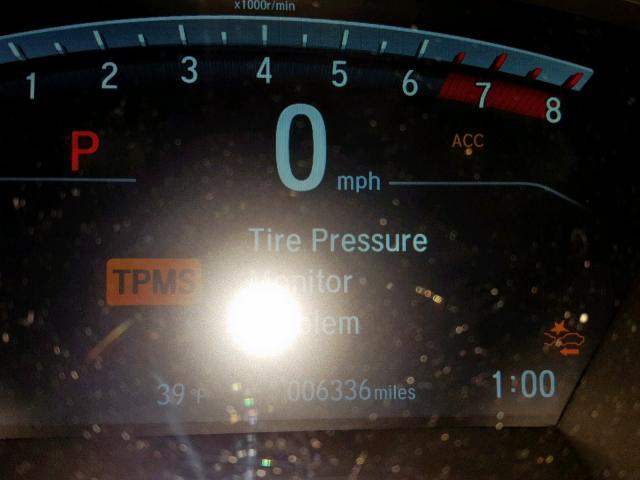 x1000r/min
1 2 3 4 5 6 7 8
P 0 mph ACC
Tire Pressure
TPMS Monitor
39 °F 006336 miles 1:00